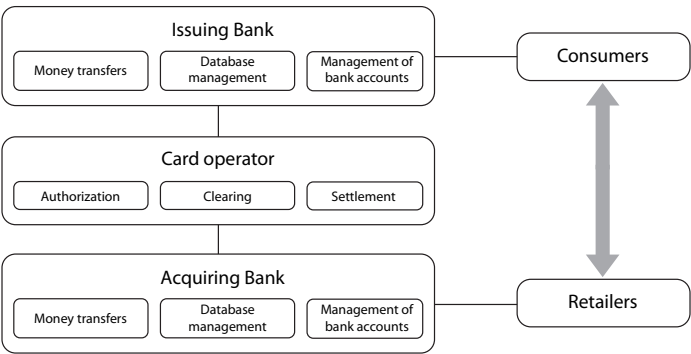 Issuing Bank
Money transfers
Database
management
Management of
bank accounts
Consumers
Card operator
Authorization
Clearing
Settlement
Acquiring Bank
Money transfers
Database
management
Management of
bank accounts
Retailers